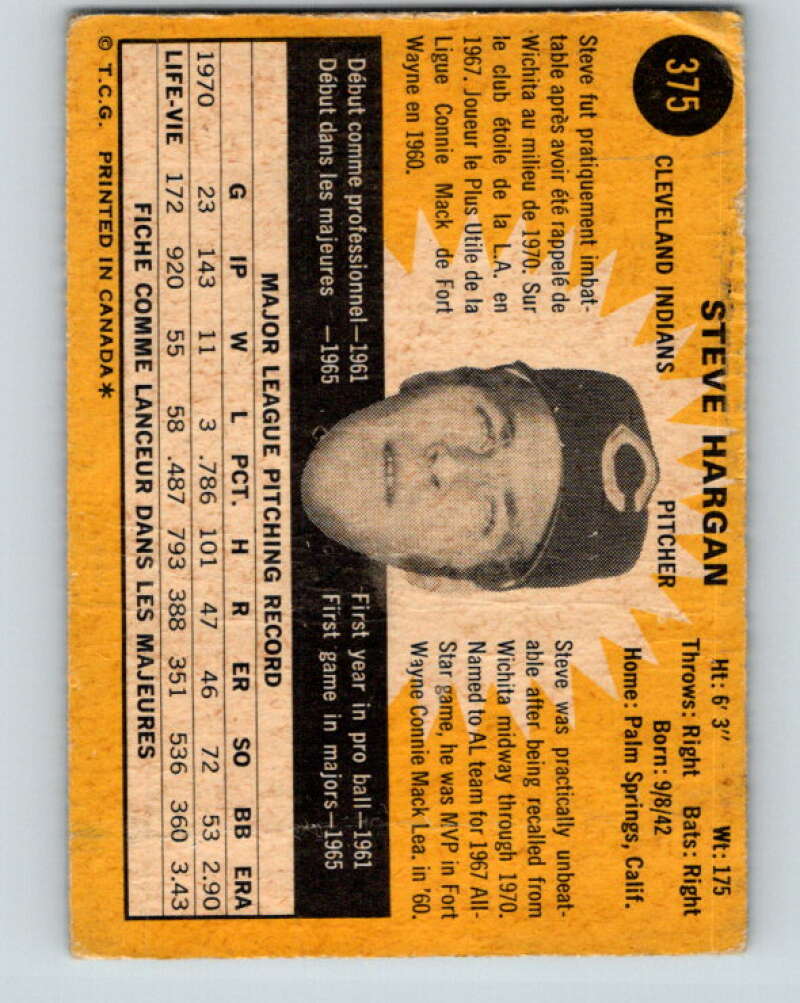 375
STEVE HARGAN
CLEVELAND INDIANS PITCHER
Ht: 6' 3" Wt: 175
Throws: Right Bats: Right
Born: 9/8/42
Home: Palm Springs, Calif.
Steve fut pratiquement imbat-
table après avoir été rappelé de
Wichita au milieu de 1970. Sur
le club étoile de la L.A. en
1967. Joueur le Plus Utile de la
Ligue Connie Mack de Fort
Wayne en 1960.
Steve was practically unbeat-
able after being recalled from
Wichita midway through 1970.
Named to AL team for 1967 All-
Star game, he was MVP in Fort
Wayne Connie Mack Lea. in '60.
Début comme professionnel—1961
Début dans les majeures —1965
First year in pro ball—1961
First game in majors—1965
MAJOR LEAGUE PITCHING RECORD
G IP W L PCT. H R ER SO BB ERA
1970 23 143 11 3 .786 101 47 46 72 53 2.90
LIFE-VIE 172 920 55 58 .487 793 388 351 536 360 3.43
FICHE COMME LANCEUR DANS LES MAJEURES
© T.C.G. PRINTED IN CANADA*